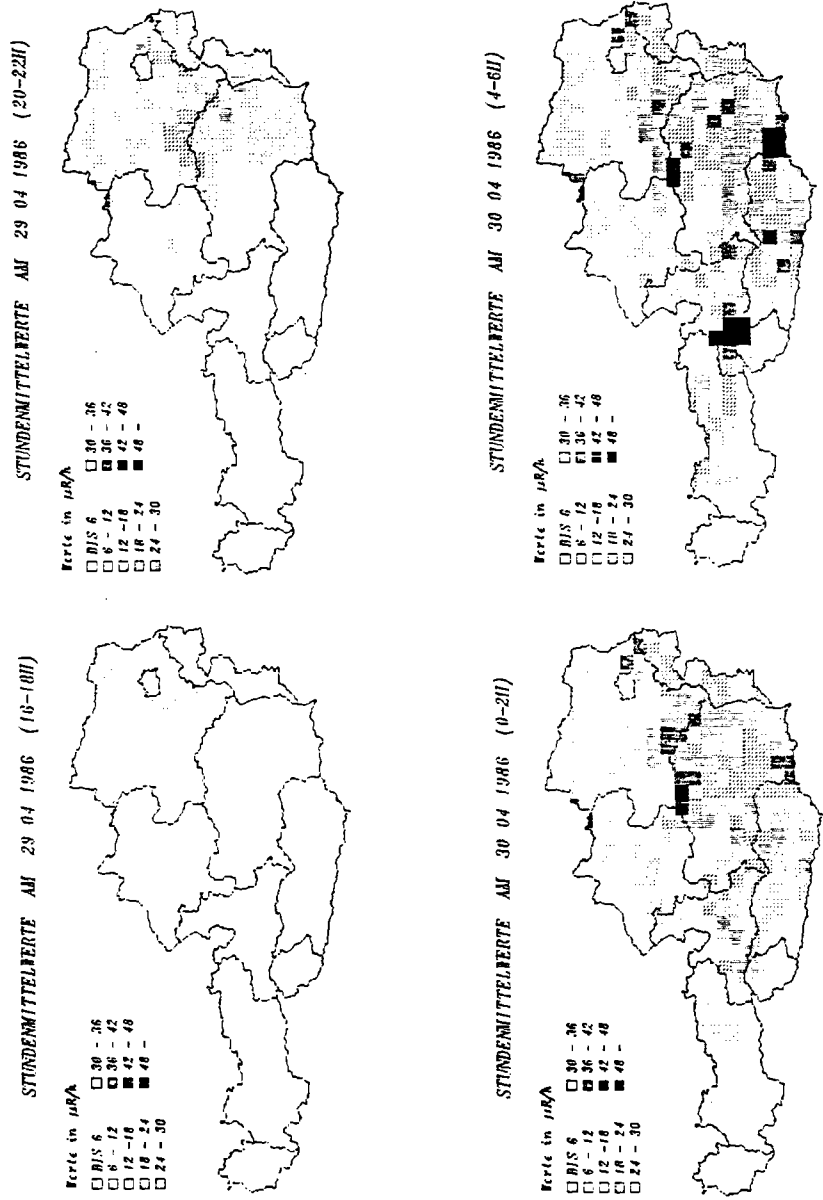 STUNDENMITTELWERTE AM 29 04 1986 (16-18H)
Werte in µR/h
BIS 6 30 - 36
6 - 12 36 - 42
12 -18 42 - 48
18 - 24 48 -
24 - 30
STUNDENMITTELWERTE AM 29 04 1986 (20-22H)
Werte in µR/h
BIS 6 30 - 36
6 - 12 36 - 42
12 -18 42 - 48
18 - 24 48 -
24 - 30
STUNDENMITTELWERTE AM 30 04 1986 (0-2H)
Werte in µR/h
BIS 6 30 - 36
6 - 12 36 - 42
12 -18 42 - 48
18 - 24 48 -
24 - 30
STUNDENMITTELWERTE AM 30 04 1986 (4-6H)
Werte in µR/h
BIS 6 30 - 36
6 - 12 36 - 42
12 -18 42 - 48
18 - 24 48 -
24 - 30